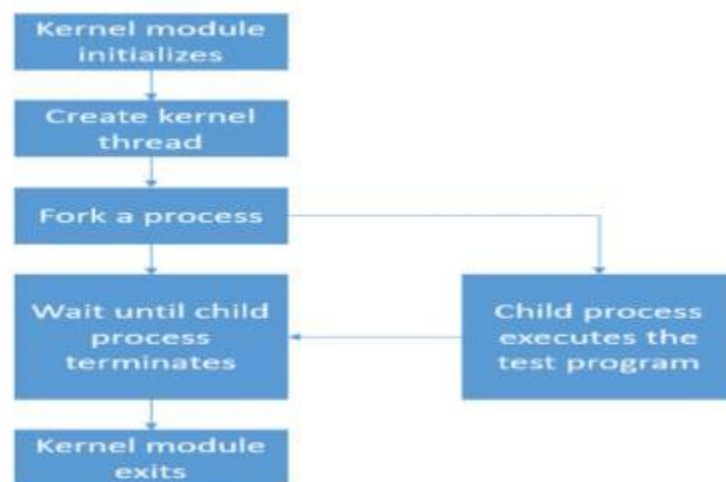 Kernel module
initializes
Create kernel
thread
Fork a process
Wait until child
process
terminates
Child process
executes the
test program
Kernel module
exits